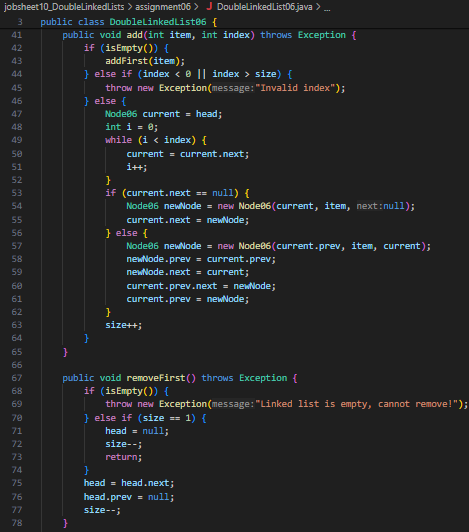 jobsheet10_DoubleLinkedLists > assignment06 > J DoubleLinkedList06.java > ...
3 public class DoubleLinkedList06 {
41 public void add(int item, int index) throws Exception {
42 if (isEmpty()) {
43 addFirst(item);
44 } else if (index < 0 || index > size) {
45 throw new Exception(message:"Invalid index");
46 } else {
47 Node06 current = head;
48 int i = 0;
49 while (i < index) {
50 current = current.next;
51 i++;
52 }
53 if (current.next == null) {
54 Node06 newNode = new Node06(current, item, next:null);
55 current.next = newNode;
56 } else {
57 Node06 newNode = new Node06(current.prev, item, current);
58 newNode.prev = current.prev;
59 newNode.next = current;
60 current.prev.next = newNode;
61 current.prev = newNode;
62 }
63 size++;
64 }
65 }
66
67 public void removeFirst() throws Exception {
68 if (isEmpty()) {
69 throw new Exception(message:"Linked list is empty, cannot remove!");
70 } else if (size == 1) {
71 head = null;
72 size--;
73 return;
74 }
75 head = head.next;
76 head.prev = null;
77 size--;
78 }